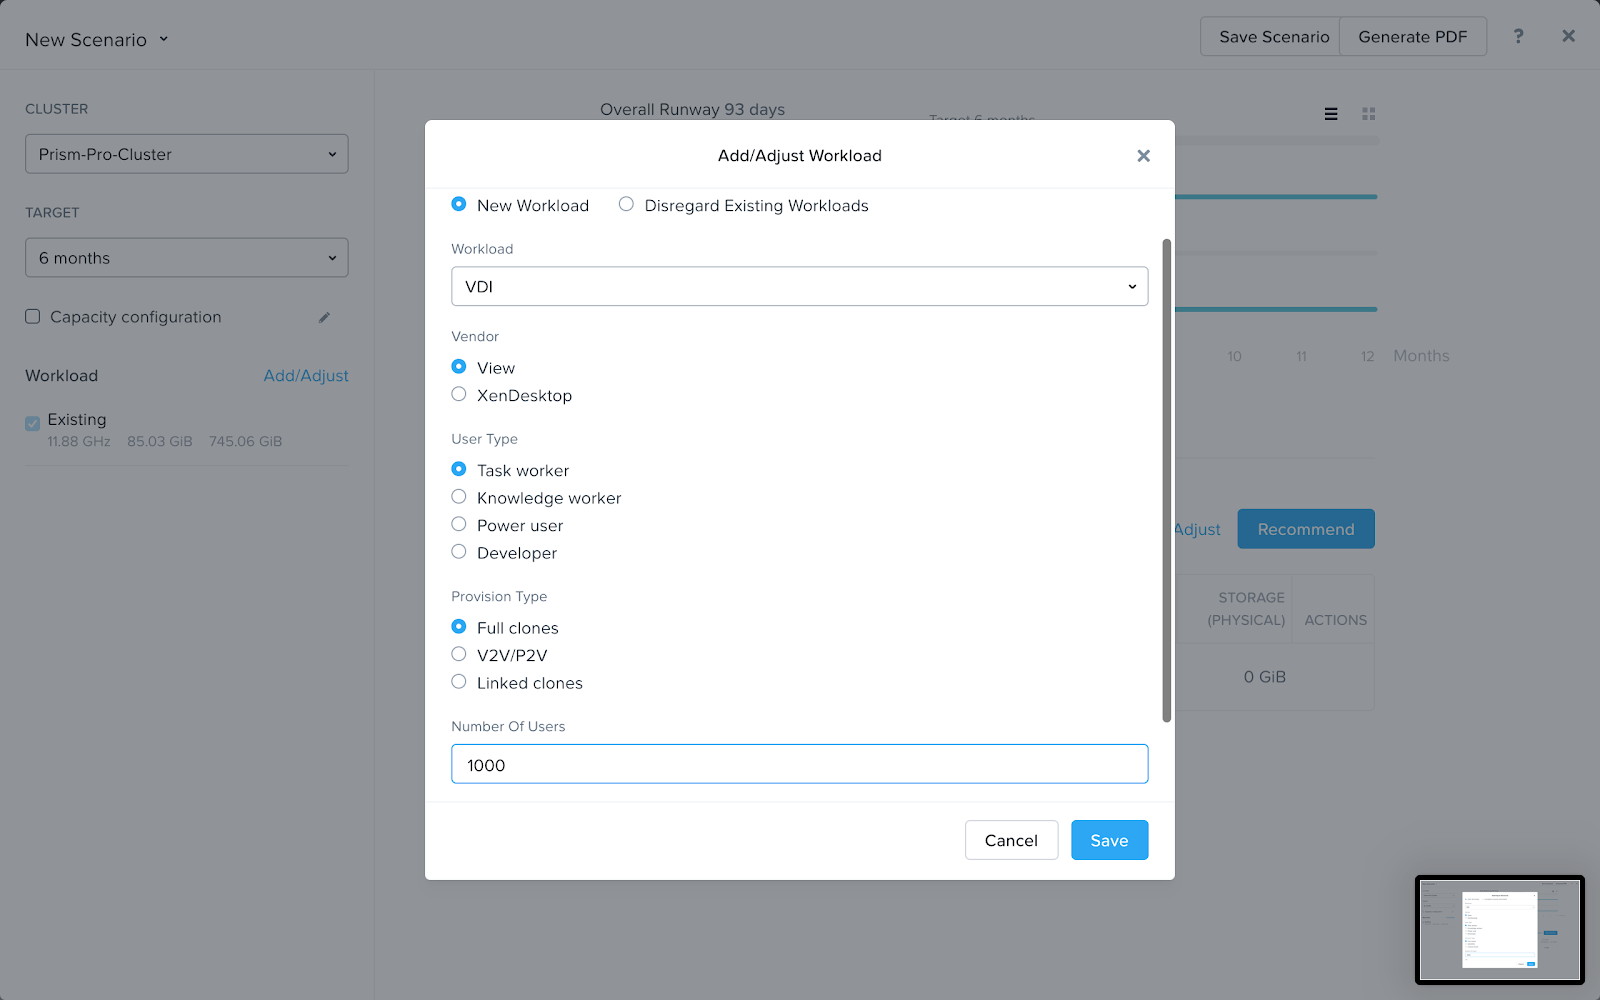 New Scenario
Save Scenario
Generate PDF
?
CLUSTER
Prism-Pro-Cluster
TARGET
6 months
Capacity configuration
Workload
Add/Adjust
Existing
11.88 GHz 85.03 GiB 745.06 GiB
Overall Runway 93 days
Target 6 months
10 11 12 Months
Adjust
Recommend
STORAGE
(PHYSICAL)
ACTIONS
0 GiB
Add/Adjust Workload
New Workload
Disregard Existing Workloads
Workload
VDI
Vendor
View
XenDesktop
User Type
Task worker
Knowledge worker
Power user
Developer
Provision Type
Full clones
V2V/P2V
Linked clones
Number Of Users
1000
Cancel
Save